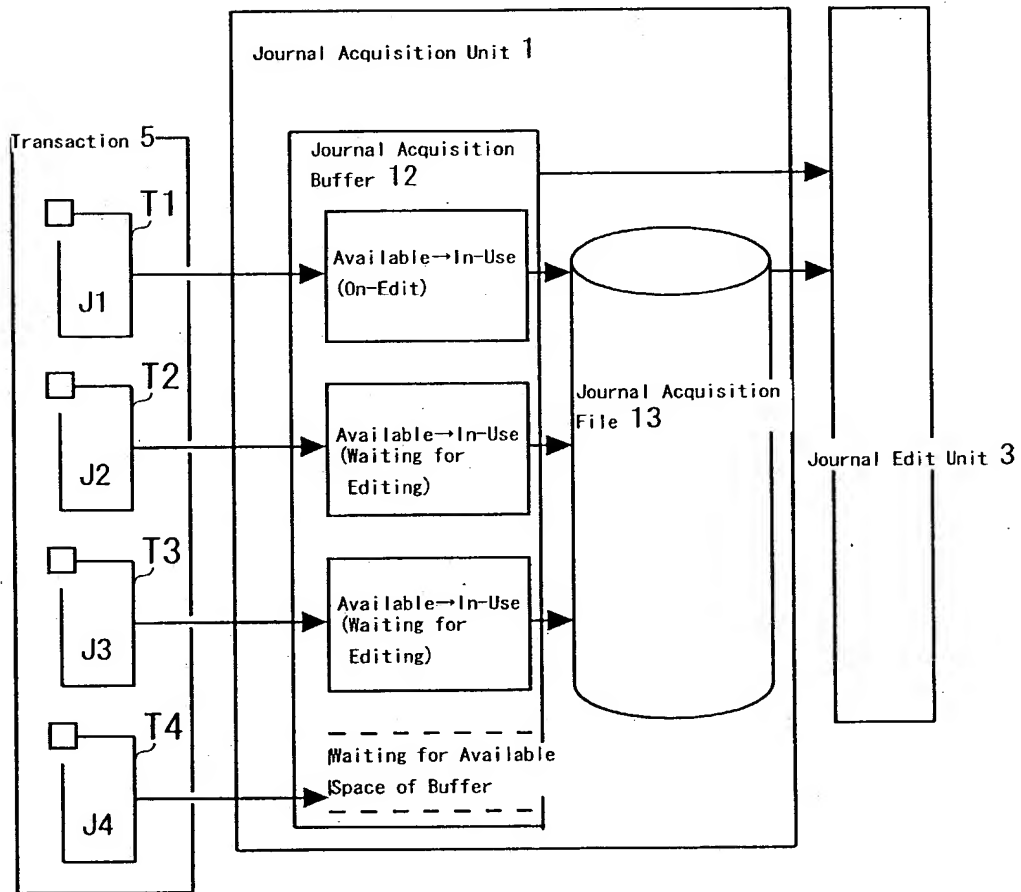 Journal Acquisition Unit 1
Transaction 5
Journal Acquisition
Buffer 12
T1
J1
Available→In-Use
(On-Edit)
T2
J2
Available→In-Use
(Waiting for
Editing)
Journal Acquisition
File 13
Journal Edit Unit 3
T3
J3
Available→In-Use
(Waiting for
Editing)
T4
J4
Waiting for Available
Space of Buffer